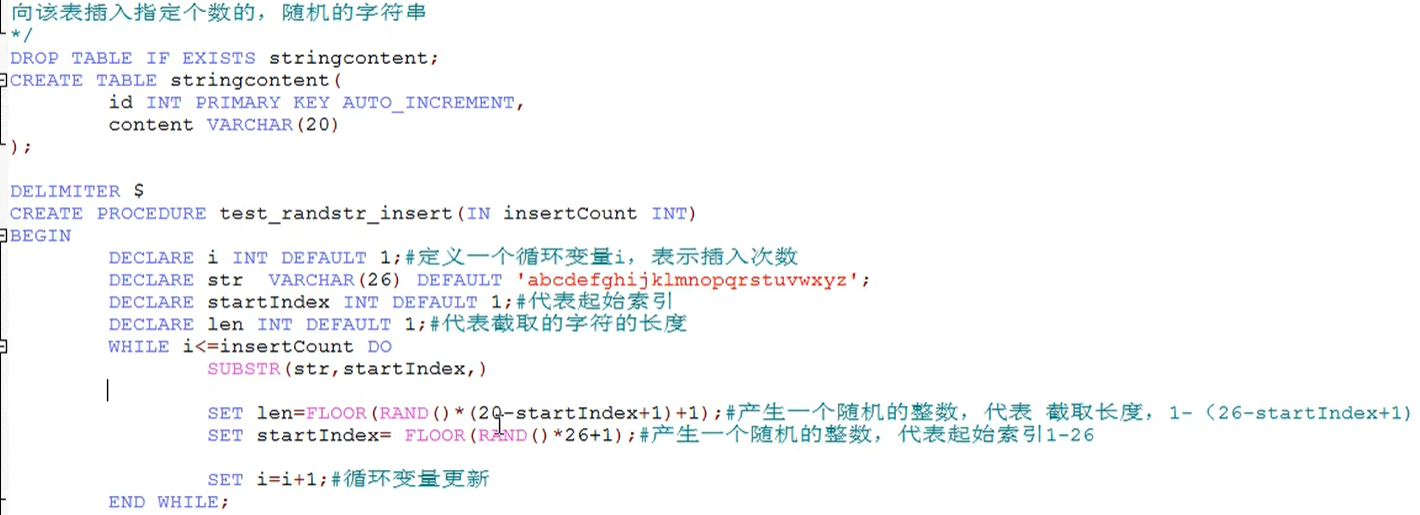 向该表插入指定个数的，随机的字符串
*/
DROP TABLE IF EXISTS stringcontent;
CREATE TABLE stringcontent(
id INT PRIMARY KEY AUTO_INCREMENT,
content VARCHAR(20)
);
DELIMITER $
CREATE PROCEDURE test_randstr_insert(IN insertCount INT)
BEGIN
DECLARE i INT DEFAULT 1;#定义一个循环变量i，表示插入次数
DECLARE str  VARCHAR(26) DEFAULT 'abcdefghijklmnopqrstuvwxyz';
DECLARE startIndex INT DEFAULT 1;#代表起始索引
DECLARE len INT DEFAULT 1;#代表截取的字符的长度
WHILE i<=insertCount DO
SUBSTR(str,startIndex,)
SET len=FLOOR(RAND()*(20-startIndex+1)+1);#产生一个随机的整数，代表 截取长度，1-（26-startIndex+1)
SET startIndex= FLOOR(RAND()*26+1);#产生一个随机的整数，代表起始索引1-26
SET i=i+1;#循环变量更新
END WHILE;